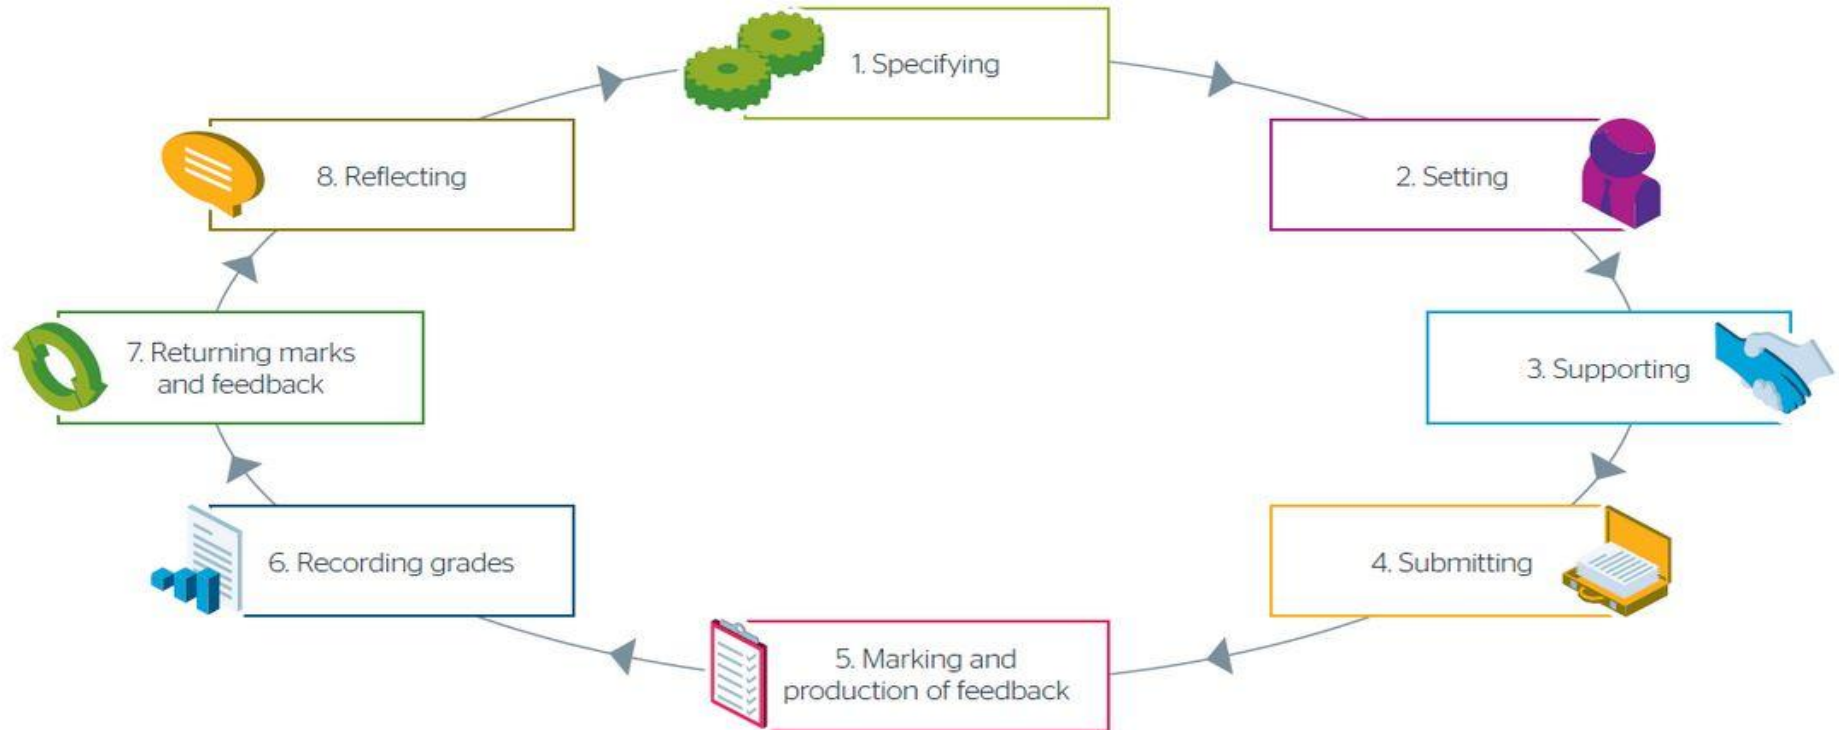 1. Specifying
2. Setting
3. Supporting
4. Submitting
5. Marking and
production of feedback
6. Recording grades
7. Returning marks
and feedback
8. Reflecting